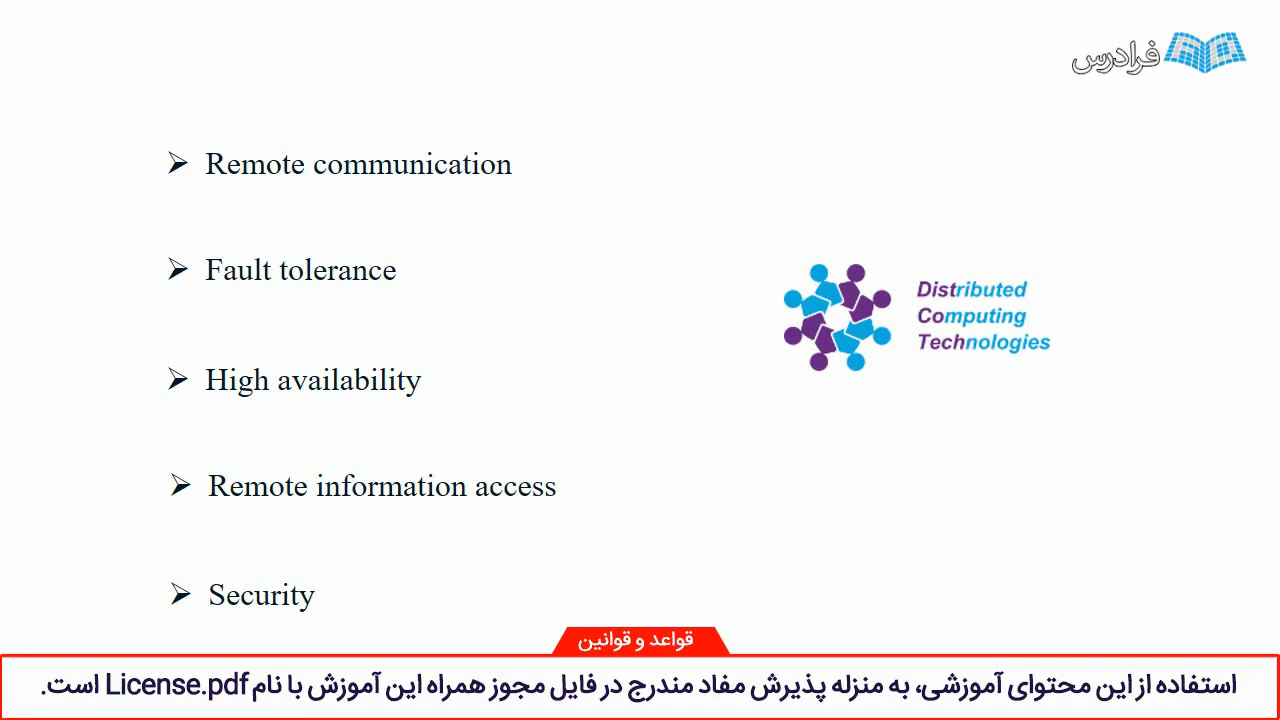 فرادرس
➢ Remote communication
➢ Fault tolerance
➢ High availability
Distributed
Computing
Technologies
➢ Remote information access
➢ Security
قواعد و قوانین
استفاده از این محتوای آموزشی، به منزله پذیرش مفاد مندرج در فایل مجوز همراه این آموزش با نام License.pdf است.